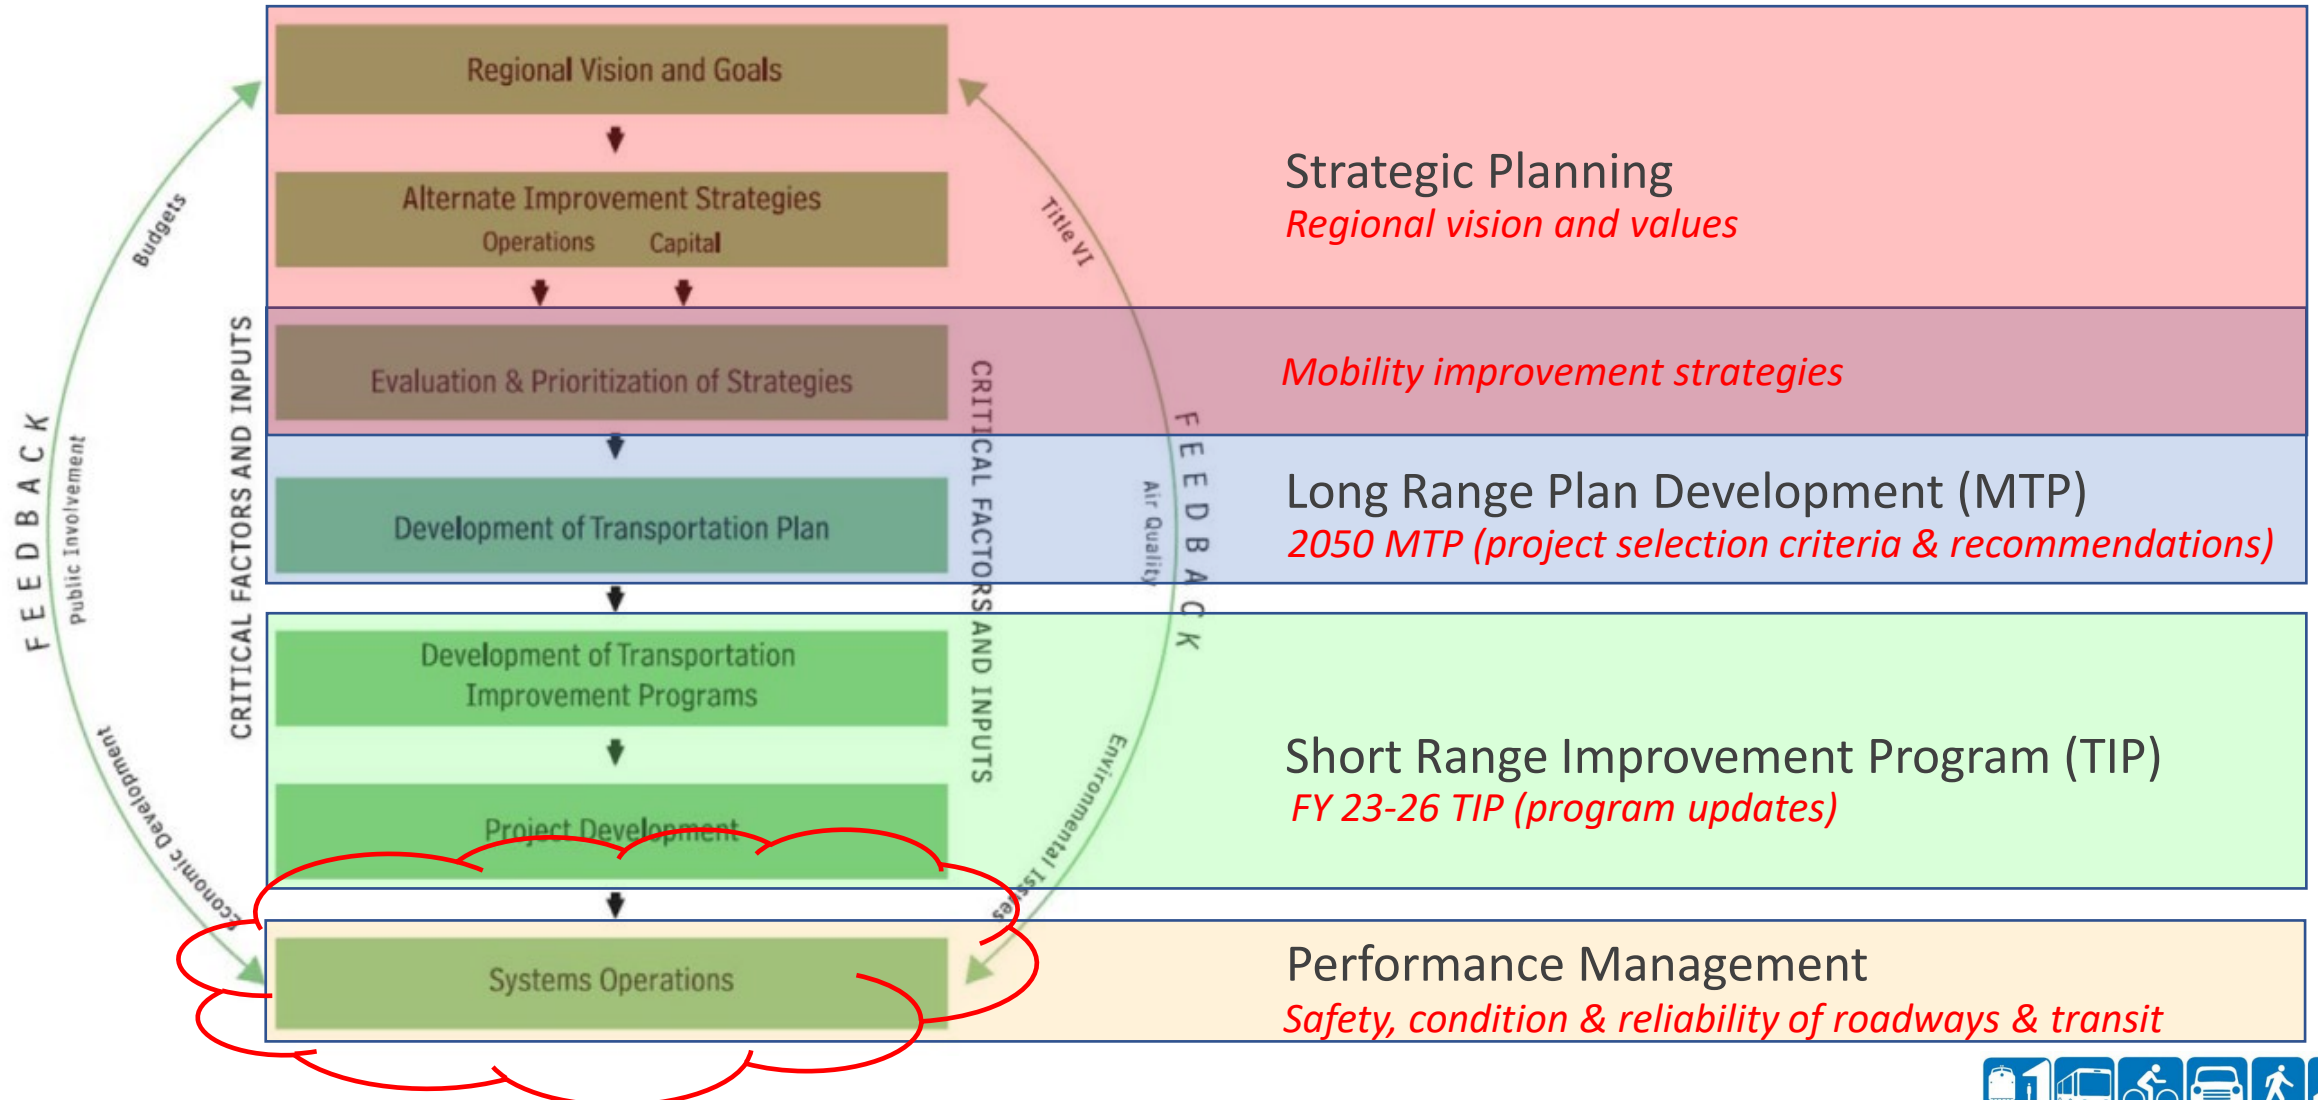 Regional Vision and Goals
Alternate Improvement Strategies
Operations Capital
Evaluation & Prioritization of Strategies
Development of Transportation Plan
Development of Transportation
Improvement Programs
Project Development
Systems Operations
FEEDBACK
Budgets
Public Involvement
Economic Development
CRITICAL FACTORS AND INPUTS
CRITICAL FACTORS AND INPUTS
FEEDBACK
Title VI
Air Quality
Environmental Issues
Strategic Planning
Regional vision and values
Mobility improvement strategies
Long Range Plan Development (MTP)
2050 MTP (project selection criteria & recommendations)
Short Range Improvement Program (TIP)
FY 23-26 TIP (program updates)
Performance Management
Safety, condition & reliability of roadways & transit